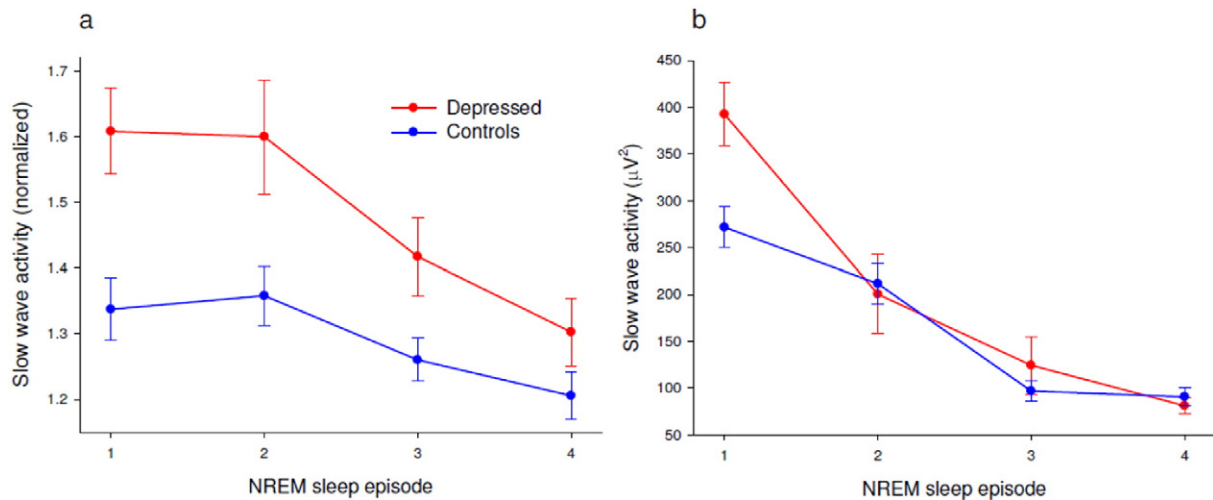 a
Slow wave activity (normalized)
1.7
1.6
1.5
1.4
1.3
1.2
Depressed
Controls
1 2 3 4
NREM sleep episode
b
Slow wave activity (μV²)
450
400
350
300
250
200
150
100
50
1 2 3 4
NREM sleep episode